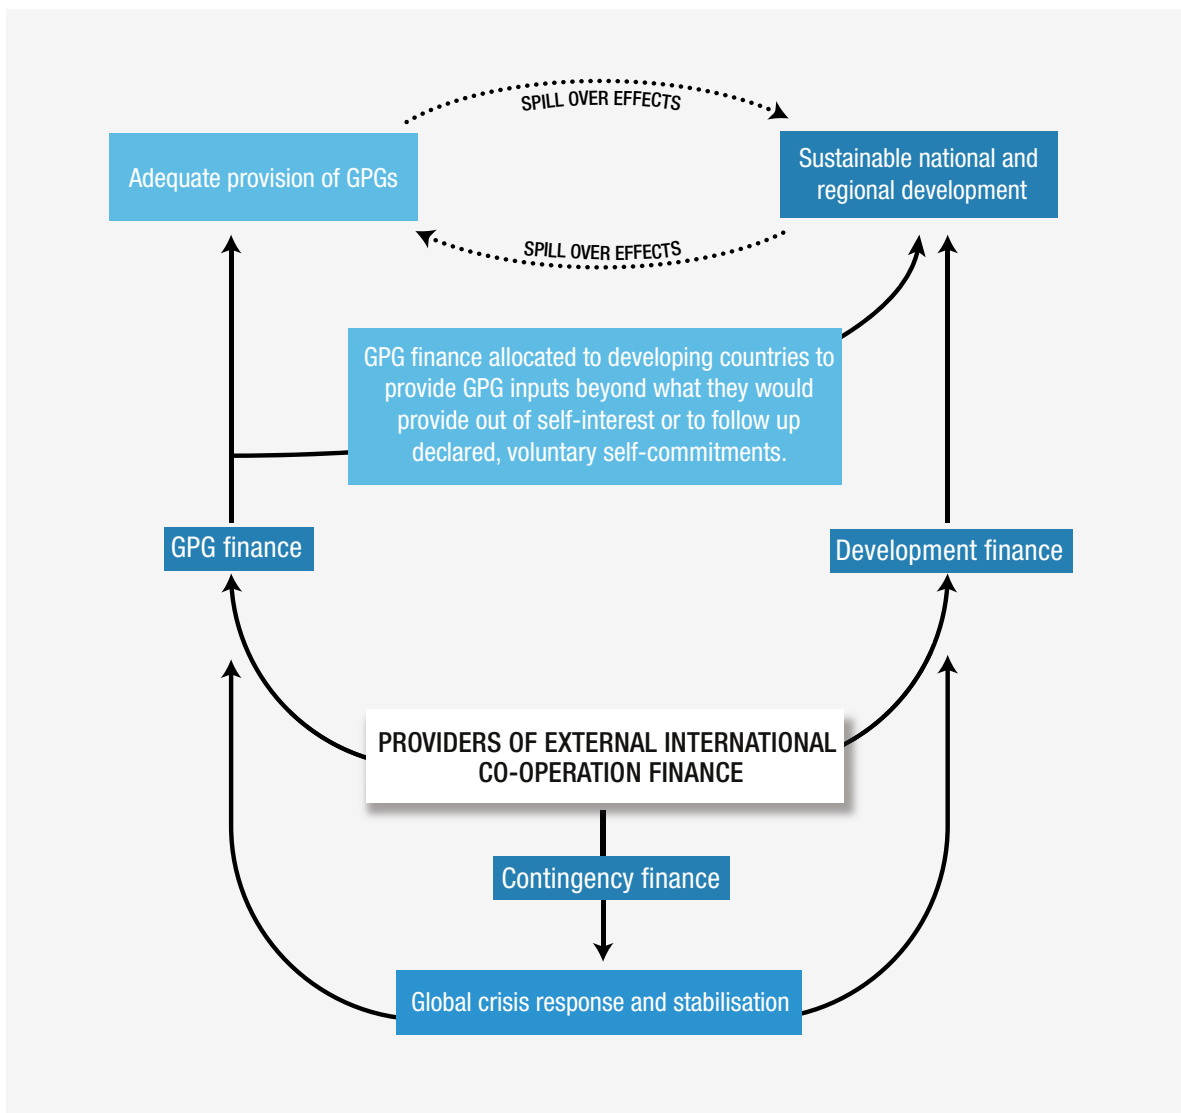 SPILL OVER EFFECTS
Adequate provision of GPGs
Sustainable national and
regional development
SPILL OVER EFFECTS
GPG finance allocated to developing countries to
provide GPG inputs beyond what they would
provide out of self-interest or to follow up
declared, voluntary self-commitments.
GPG finance
Development finance
PROVIDERS OF EXTERNAL INTERNATIONAL
CO-OPERATION FINANCE
Contingency finance
Global crisis response and stabilisation